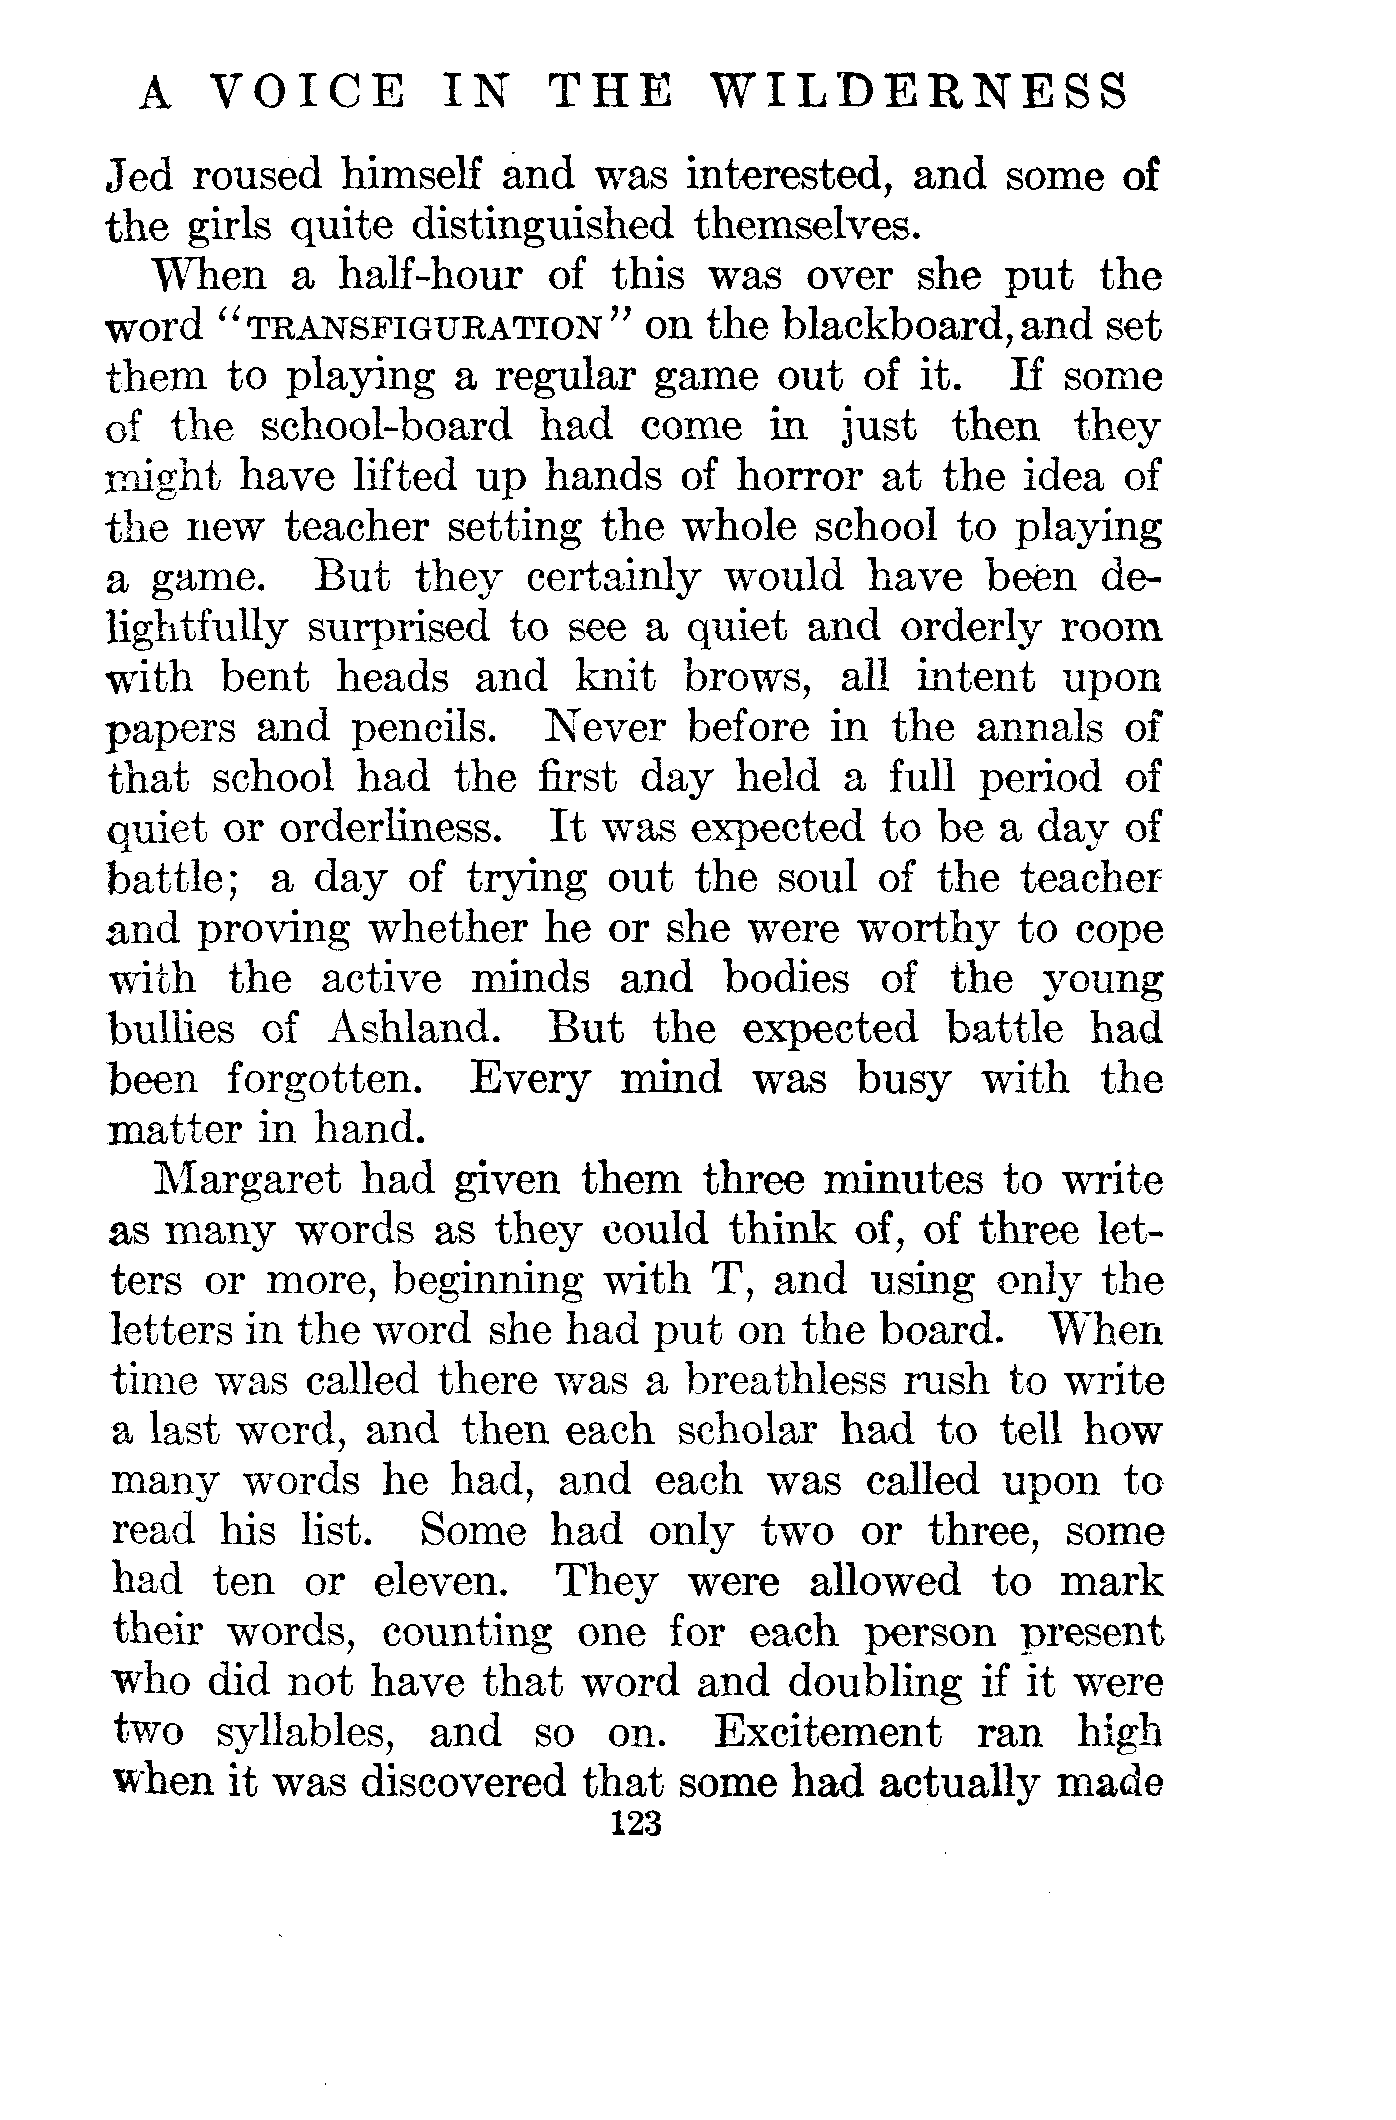 A VOICE IN THE WILDERNESS
Jed roused himself and was interested, and some of
the girls quite distinguished themselves.
When a half-hour of this was over she put the
word “TRANSFIGURATION” on the blackboard, and set
them to playing a regular game out of it. If some
of the school-board had come in just then they
might have lifted up hands of horror at the idea of
the new teacher setting the whole school to playing
a game. But they certainly would have been de-
lightfully surprised to see a quiet and orderly room
with bent heads and knit brows, all intent upon
papers and pencils. Never before in the annals of
that school had the first day held a full period of
quiet or orderliness. It was expected to be a day of
battle; a day of trying out the soul of the teacher
and proving whether he or she were worthy to cope
with the active minds and bodies of the young
bullies of Ashland. But the expected battle had
been forgotten. Every mind was busy with the
matter in hand.
Margaret had given them three minutes to write
as many words as they could think of, of three let-
ters or more, beginning with T, and using only the
letters in the word she had put on the board. When
time was called there was a breathless rush to write
a last word, and then each scholar had to tell how
many words he had, and each was called upon to
read his list. Some had only two or three, some
had ten or eleven. They were allowed to mark
their words, counting one for each person present
who did not have that word and doubling if it were
two syllables, and so on. Excitement ran high
when it was discovered that some had actually made
123